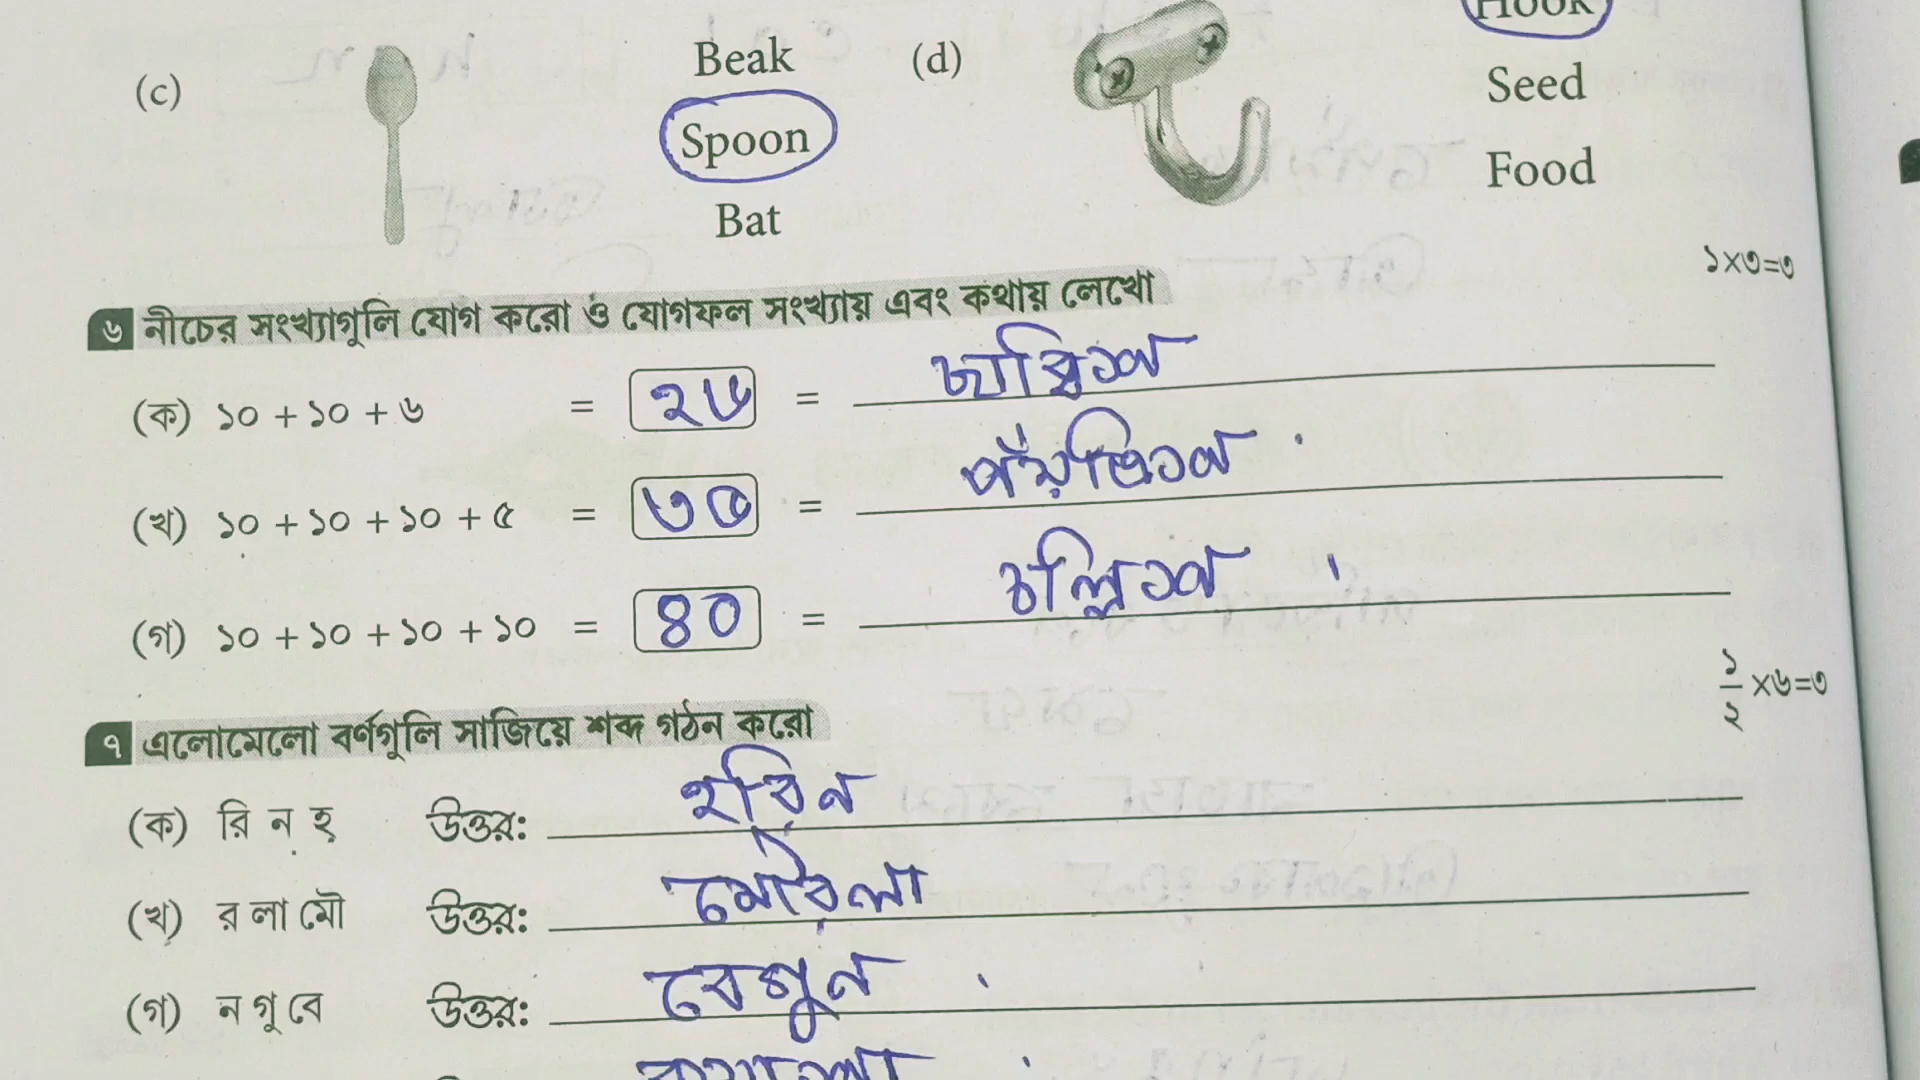 Hook
(c) Beak (d)
Seed
Spoon
Food
Bat
১×৩=৩
৬ নীচের সংখ্যাগুলি যোগ করো ও যোগফল সংখ্যায় এবং কথায় লেখো
(ক) ১০ + ১০ + ৬ = ২৬ = ছাব্বিশ
(খ) ১০ + ১০ + ১০ + ৫ = ৩৫ = পঁয়ত্রিশ
(গ) ১০ + ১০ + ১০ + ১০ = ৪০ = চল্লিশ
১/২ ×৬=৩
৭ এলোমেলো বর্ণগুলি সাজিয়ে শব্দ গঠন করো
(ক) রি ন হ উত্তর: হরিন
(খ) র লা মৌ উত্তর: মৌরলা
(গ) ন গু বে উত্তর: বেগুন